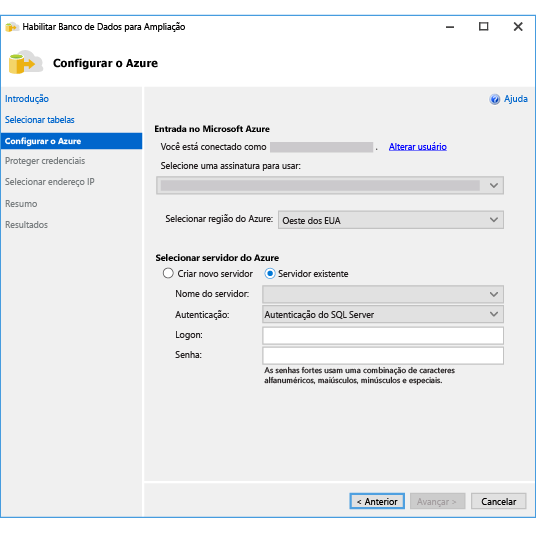 Habilitar Banco de Dados para Ampliação
Configurar o Azure
Introdução
Selecionar tabelas
Configurar o Azure
Proteger credenciais
Selecionar endereço IP
Resumo
Resultados
Ajuda
Entrada no Microsoft Azure
Você está conectado como . Alterar usuário
Selecione uma assinatura para usar:
Selecionar região do Azure: Oeste dos EUA
Selecionar servidor do Azure
Criar novo servidor Servidor existente
Nome do servidor:
Autenticação: Autenticação do SQL Server
Logon:
Senha:
As senhas fortes usam uma combinação de caracteres
alfanuméricos, maiúsculos, minúsculos e especiais.
< Anterior Avançar > Cancelar